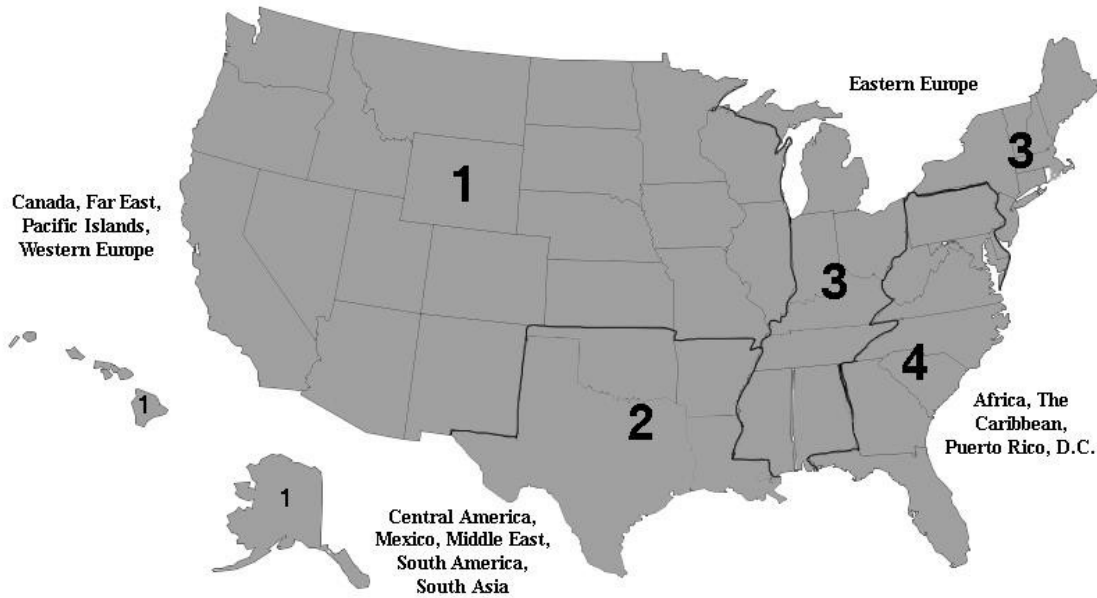 Eastern Europe
3
1
Canada, Far East,
Pacific Islands,
Western Europe
3
4
1
2
Africa, The
Caribbean,
Puerto Rico, D.C.
1
Central America,
Mexico, Middle East,
South America,
South Asia